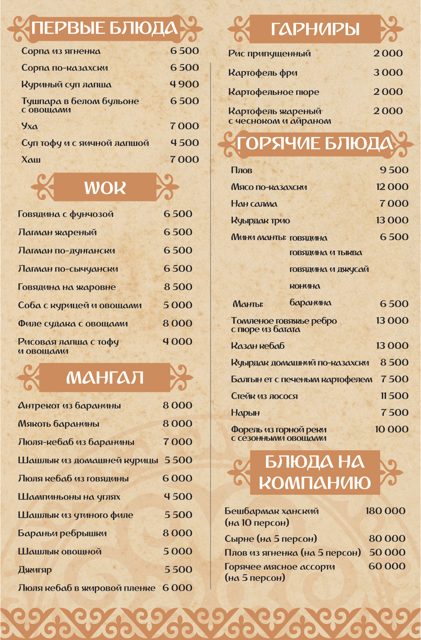 ПЕРВЫЕ БЛЮДА
Сорпа из ягненка 6 500
Сорпа по-казахски 6 500
Куриный суп лапша 4 900
Тушпара в белом бульоне 6 500
с овощами
Уха 7 000
Суп тофу и с яичной лапшой 4 500
Хаш 7 000
WOK
Говядина с фунчозой 6 500
Лагман жареный 6 500
Лагман по-дунгански 6 500
Лагман по-сычуански 6 500
Говядина на жаровне 8 500
Соба с курицей и овощами 5 000
Филе судака с овощами 8 000
Рисовая лапша с тофу 4 000
и овощами
МАНГАЛ
Антрекот из баранины 8 000
Мякоть баранины 8 000
Люля-кебаб из баранины 7 000
Шашлык из домашней курицы 5 500
Люля кебаб из говядины 6 000
Шампиньоны на углях 4 500
Шашлык из утиного филе 5 500
Бараньи ребрышки 8 000
Шашлык овощной 5 000
Джигяр 5 500
Люля кебаб в жировой пленке 6 000
ГАРНИРЫ
Рис припущенный 2 000
Картофель фри 3 000
Картофельное пюре 2 000
Картофель жареный 2 000
с чесноком и айраном
ГОРЯЧИЕ БЛЮДА
Плов 9 500
Мясо по-казахски 12 000
Нан салма 7 000
Куырдак трио 13 000
Мини манты: говядина 6 500
говядина и тыква
говядина и джусай
конина
баранина
Манты: 6 500
Томленое говяжье ребро 13 000
с пюре из батата
Казан кебаб 13 000
Куырдак домашний по-казахски 8 500
Балгын ет с печеным картофелем 7 500
Стейк из лосося 11 500
Нарын 7 500
Форель из горной реки 10 000
с сезонными овощами
БЛЮДА НА
КОМПАНИЮ
Бешбармак ханский 180 000
(на 10 персон)
Сырне (на 5 персон) 80 000
Плов из ягненка (на 5 персон) 50 000
Горячее мясное ассорти 60 000
(на 5 персон)